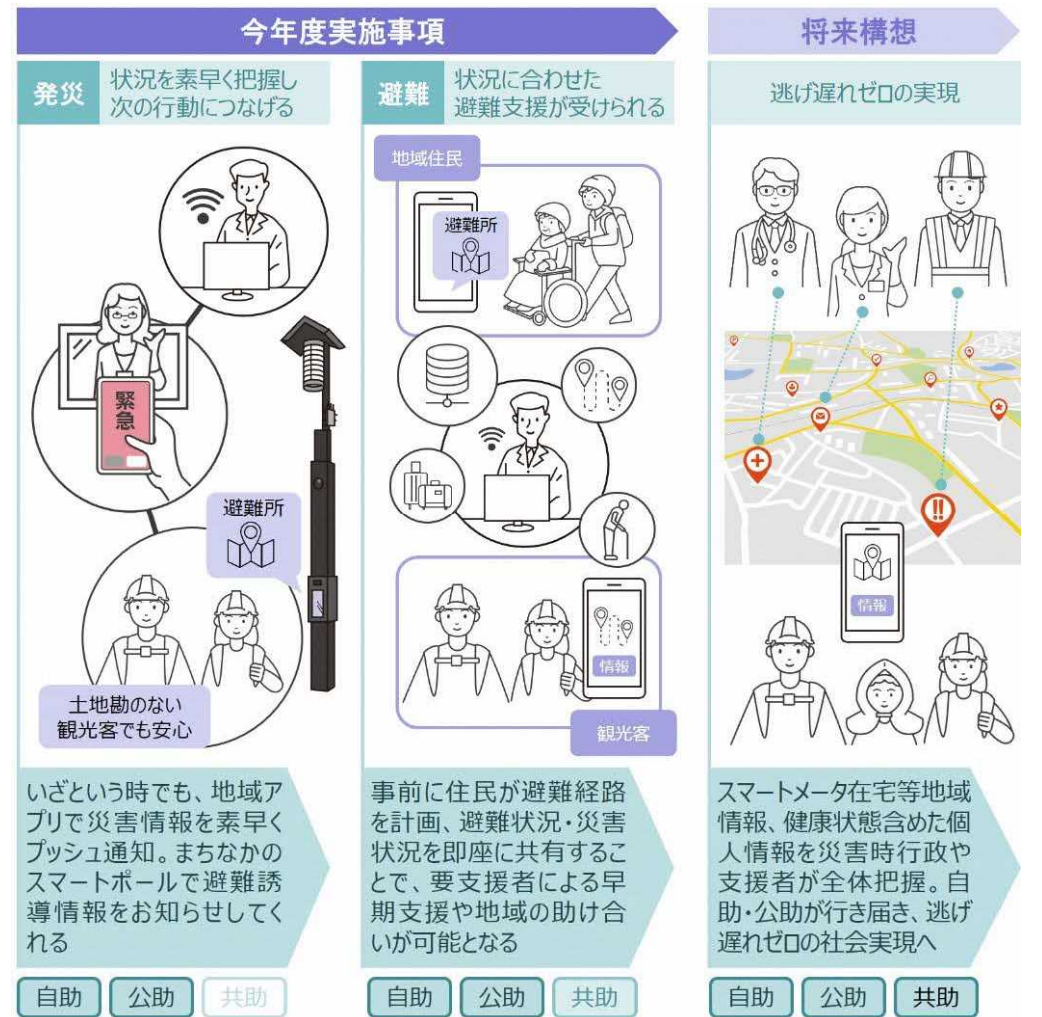 今年度実施事項
将来構想
発災
状況を素早く把握し
次の行動につなげる
緊急
避難所
土地勘のない
観光客でも安心
いざという時でも、地域ア
プリで災害情報を素早く
プッシュ通知。まちなかの
スマートポールで避難誘
導情報をお知らせしてく
れる
自助
公助
共助
避難
状況に合わせた
避難支援が受けられる
地域住民
避難所
情報
観光客
事前に住民が避難経路
を計画、避難状況・災害
状況を即座に共有するこ
とで、要支援者による早
期支援や地域の助け合
いが可能となる
自助
公助
共助
逃げ遅れゼロの実現
情報
スマートメータ在宅等地域
情報、健康状態含めた個
人情報を災害時行政や
支援者が全体把握。自
助・公助が行き届き、逃げ
遅れゼロの社会実現へ
自助
公助
共助